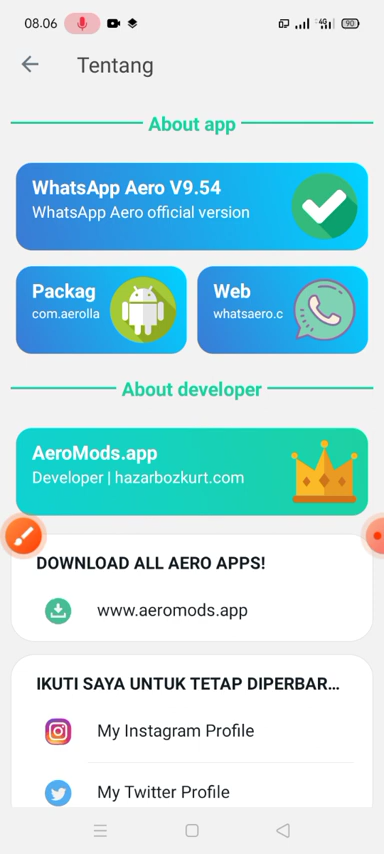 08.06
4G
90
Tentang
About app
WhatsApp Aero V9.54
WhatsApp Aero official version
Packag
com.aerolla
Web
whatsaero.c
About developer
AeroMods.app
Developer | hazarbozkurt.com
DOWNLOAD ALL AERO APPS!
www.aeromods.app
IKUTI SAYA UNTUK TETAP DIPERBAR...
My Instagram Profile
My Twitter Profile